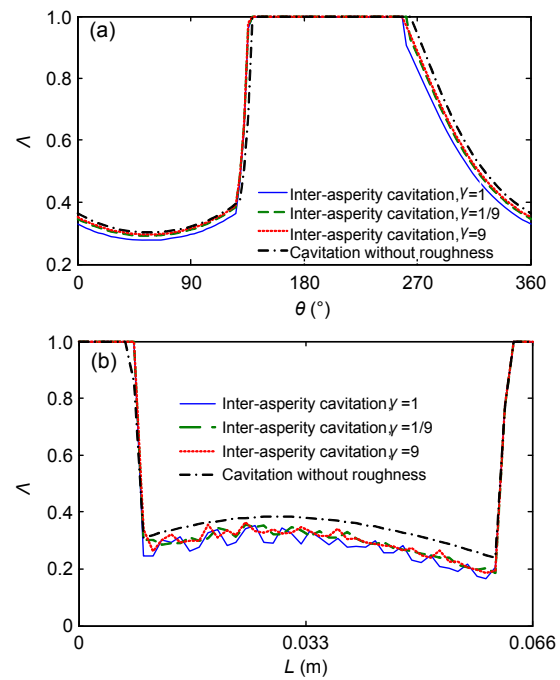 (a)
1.0
0.8
0.6
0.4
0.2
Λ
Inter-asperity cavitation,γ=1
Inter-asperity cavitation,γ=1/9
Inter-asperity cavitation,γ=9
Cavitation without roughness
0 90 180 270 360
θ (°)
(b)
1.0
0.8
0.6
0.4
0.2
0
Λ
Inter-asperity cavitation,γ=1
Inter-asperity cavitation,γ=1/9
Inter-asperity cavitation,γ=9
Cavitation without roughness
0 0.033 0.066
L (m)